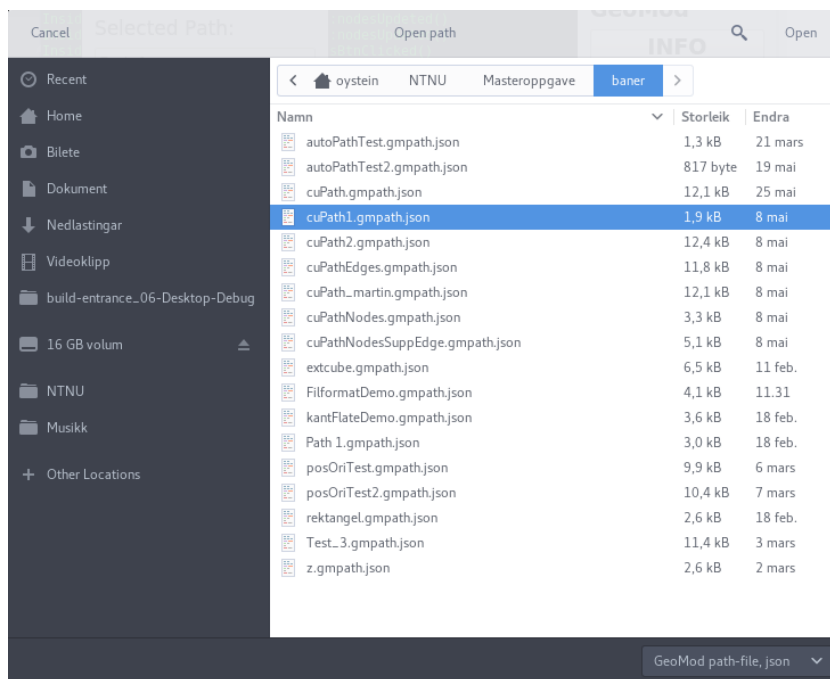 Selected Path:
GeoMod
Cancel
Open path
Open
INFO
Recent
Home
Bilete
Dokument
Nedlastingar
Videoklipp
build-entrance_06-Desktop-Debug
16 GB volum
NTNU
Musikk
Other Locations
oystein NTNU Masteroppgave baner
Namn Storleik Endra
autoPathTest.gmpath.json 1,3 kB 21 mars
autoPathTest2.gmpath.json 817 byte 19 mai
cuPath.gmpath.json 12,1 kB 25 mai
cuPath1.gmpath.json 1,9 kB 8 mai
cuPath2.gmpath.json 12,4 kB 8 mai
cuPathEdges.gmpath.json 11,8 kB 8 mai
cuPath_martin.gmpath.json 12,1 kB 8 mai
cuPathNodes.gmpath.json 3,3 kB 8 mai
cuPathNodesSuppEdge.gmpath.json 5,1 kB 8 mai
extcube.gmpath.json 6,5 kB 11 feb.
FilformatDemo.gmpath.json 4,1 kB 11.31
kantFlateDemo.gmpath.json 3,6 kB 18 feb.
Path 1.gmpath.json 3,0 kB 18 feb.
posOriTest.gmpath.json 9,9 kB 6 mars
posOriTest2.gmpath.json 10,4 kB 7 mars
rektangel.gmpath.json 2,6 kB 18 feb.
Test_3.gmpath.json 11,4 kB 3 mars
z.gmpath.json 2,6 kB 2 mars
GeoMod path-file, json